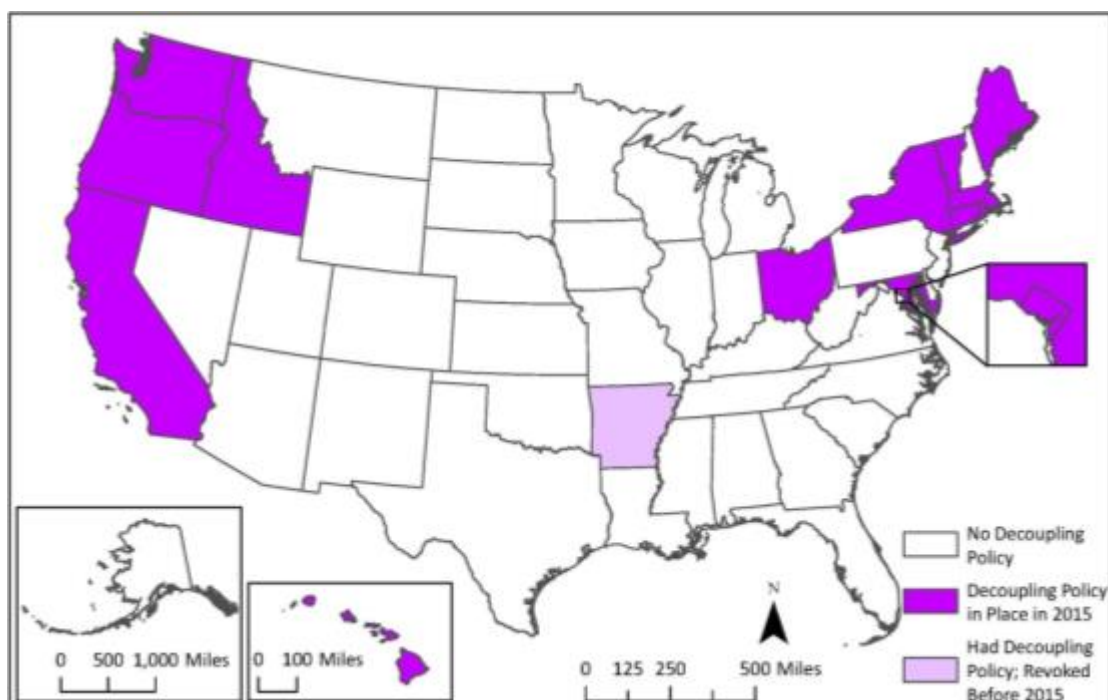 No Decoupling
Policy
Decoupling Policy
in Place in 2015
Had Decoupling
Policy; Revoked
Before 2015
N
0 500 1,000 Miles
0 100 Miles
0 125 250 500 Miles